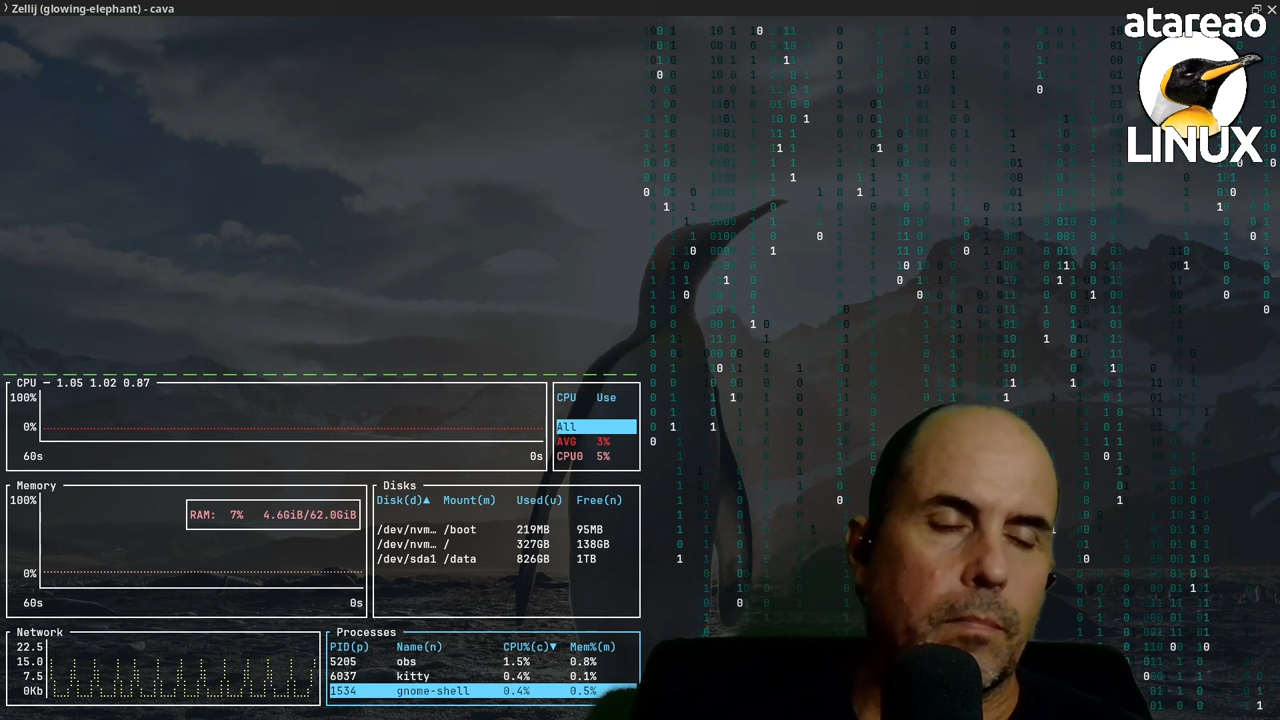 Zellij (glowing-elephant) - cava
atareao
LINUX
CPU — 1.05 1.02 0.87
100%
0%
60s 0s
CPU Use
All
AVG 3%
CPU0 5%
Memory
100%
RAM: 7% 4.6GiB/62.0GiB
0%
60s 0s
Disks
Disk(d)▲ Mount(m) Used(u) Free(n)
/dev/nvm… /boot 219MB 95MB
/dev/nvm… / 327GB 138GB
/dev/sda1 /data 826GB 1TB
Network
22.5
15.0
7.5
0Kb
Processes
PID(p) Name(n) CPU%(c)▼ Mem%(m)
5205 obs 1.5% 0.8%
6037 kitty 0.4% 0.1%
1534 gnome-shell 0.4% 0.5%